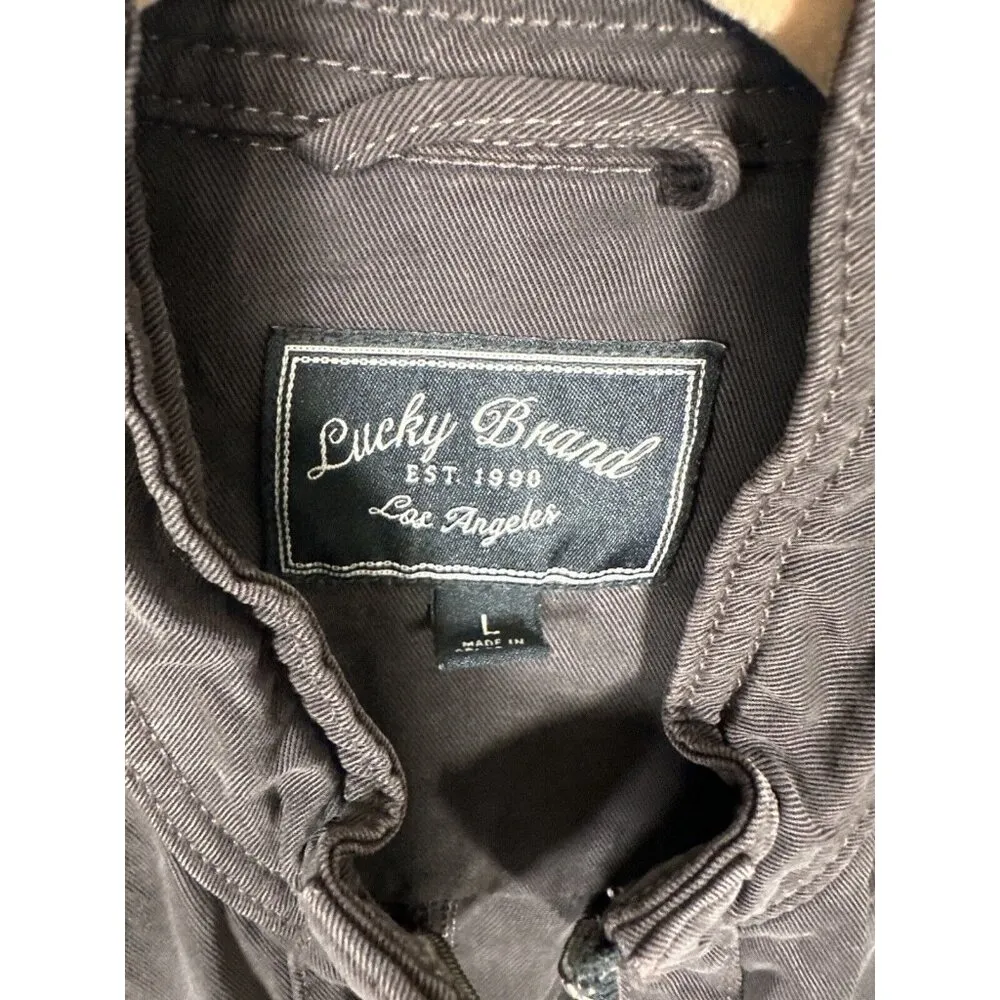 Lucky Brand
EST. 1990
Los Angeles
L
MADE IN